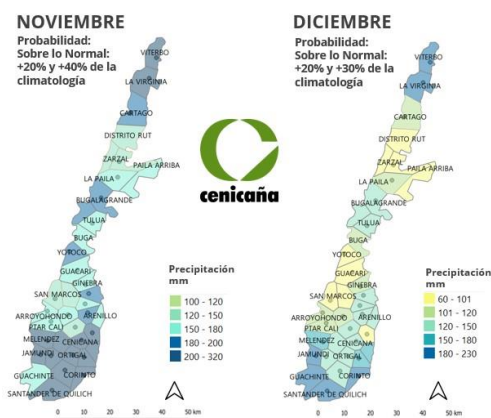 NOVIEMBRE
Probabilidad:
Sobre lo Normal:
+20% y +40% de la
climatología
VITERBO
LA VIRGINIA
CARTAGO
DISTRITO RUT
ZARZAL
PAILA ARRIBA
LA PAILA
BUGALAGRANDE
TULUA
BUGA
YOTOCO
GUACARI
GINEBRA
SAN MARCOS
ARROYOHONDO
ARENILLO
PTAR CALI
MELENDEZ
CENICANA
JAMUNDI
ORTIGAL
GUACHINTE
CORINTO
SANTANDER DE QUILICH
Precipitación
mm
100 - 120
120 - 150
150 - 180
180 - 200
200 - 320
0 10 20 30 40 50 km
cenicaña
DICIEMBRE
Probabilidad:
Sobre lo Normal:
+20% y +30% de la
climatología
VITERBO
LA VIRGINIA
CARTAGO
DISTRITO RUT
ZARZAL
PAILA ARRIBA
LA PAILA
BUGALAGRANDE
TULUA
BUGA
YOTOCO
GUACARI
GINEBRA
SAN MARCOS
ARROYOHONDO
ARENILLO
PTAR CALI
MELENDEZ
CENICANA
JAMUNDI
ORTIGAL
GUACHINTE
CORINTO
SANTANDER DE QUILICH
Precipitación
mm
60 - 101
101 - 120
120 - 150
150 - 180
180 - 230
0 10 20 30 40 50 km